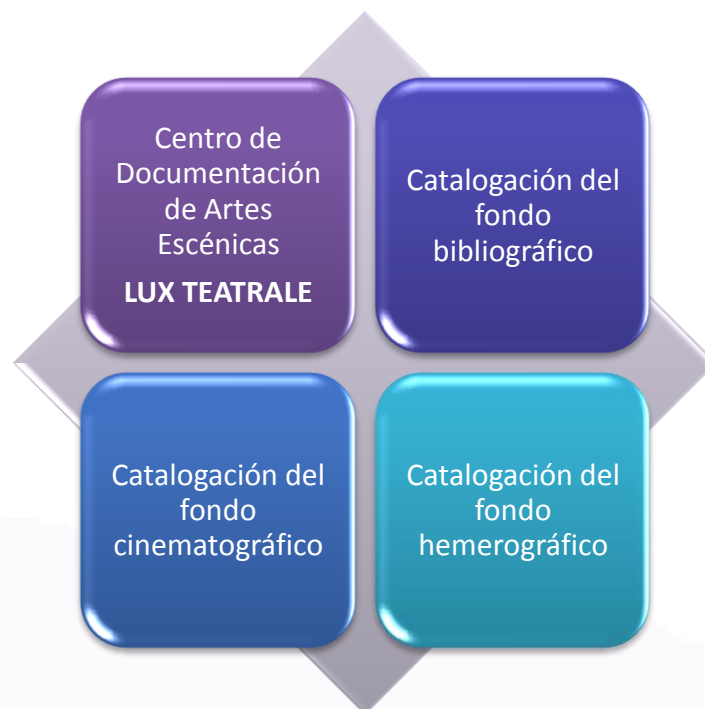 Centro de
Documentación
de Artes
Escénicas
LUX TEATRALE
Catalogación del
fondo
bibliográfico
Catalogación del
fondo
cinematográfico
Catalogación del
fondo
hemerográfico